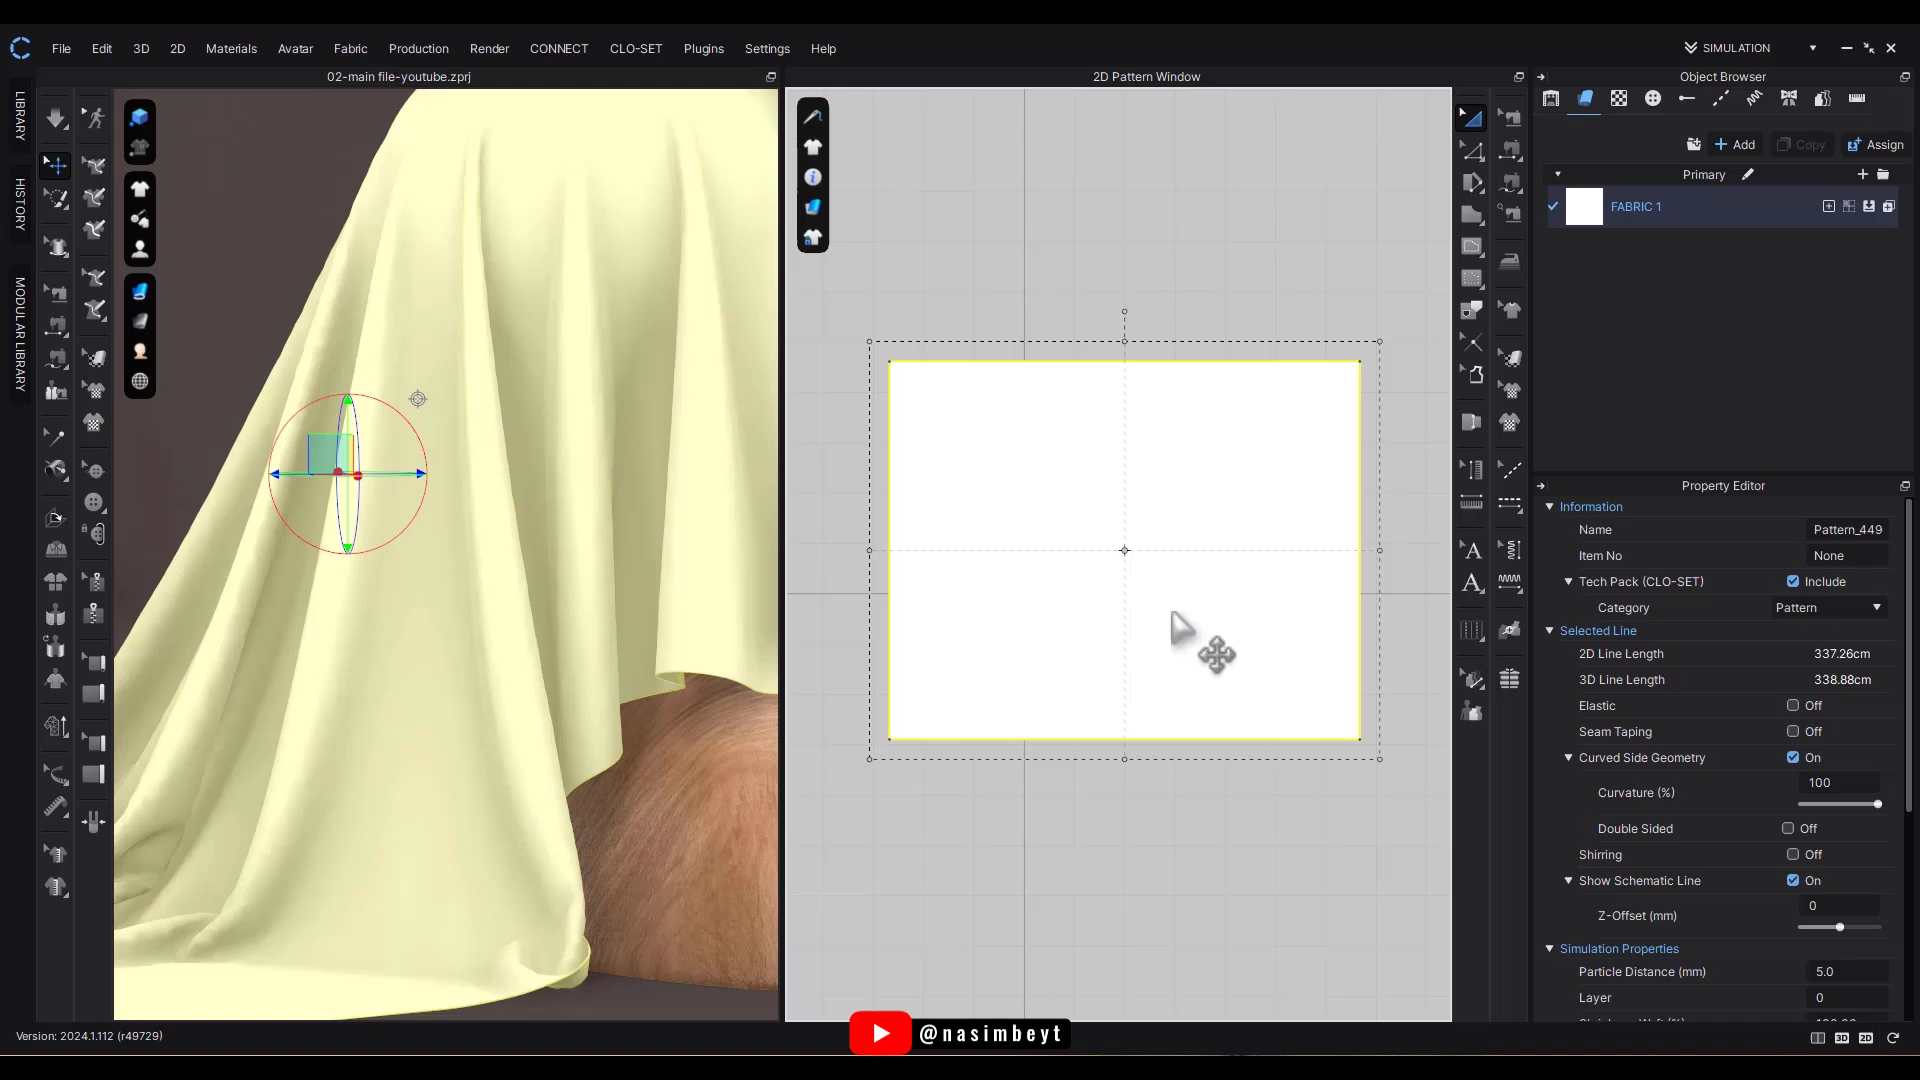 File Edit 3D 2D Materials Avatar Fabric Production Render CONNECT CLO-SET Plugins Settings Help SIMULATION
02-main file-youtube.zprj 2D Pattern Window Object Browser
LIBRARY
HISTORY
MODULAR LIBRARY
Add Copy Assign
Primary
FABRIC 1
Property Editor
Information
Name Pattern_449
Item No None
Tech Pack (CLO-SET) Include
Category Pattern
Selected Line
2D Line Length 337.26cm
3D Line Length 338.88cm
Elastic Off
Seam Taping Off
Curved Side Geometry On
100
Curvature (%)
Double Sided Off
Shirring Off
Show Schematic Line On
0
Z-Offset (mm)
Simulation Properties
Particle Distance (mm) 5.0
Layer 0
@nasimbeyt
Version: 2024.1.112 (r49729) 3D 2D